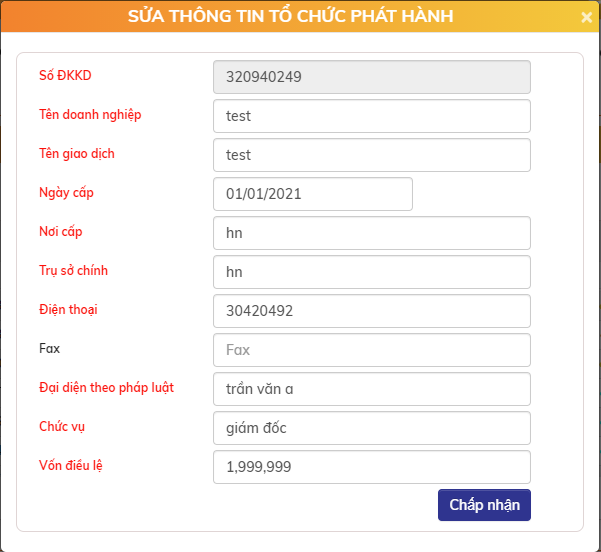 SỬA THÔNG TIN TỔ CHỨC PHÁT HÀNH ×
Số ĐKKD 320940249
Tên doanh nghiệp test
Tên giao dịch test
Ngày cấp 01/01/2021
Nơi cấp hn
Trụ sở chính hn
Điện thoại 30420492
Fax Fax
Đại diện theo pháp luật trần văn a
Chức vụ giám đốc
Vốn điều lệ 1,999,999
Chấp nhận